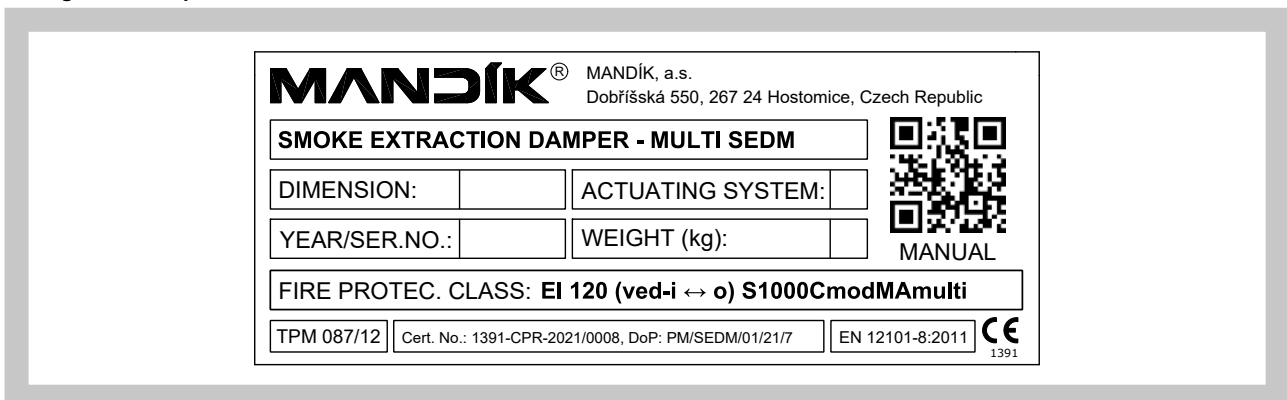 MANDÍK®
MANDÍK, a.s.
Dobříšská 550, 267 24 Hostomice, Czech Republic
SMOKE EXTRACTION DAMPER - MULTI SEDM
DIMENSION:
ACTUATING SYSTEM:
YEAR/SER.NO.:
WEIGHT (kg):
MANUAL
FIRE PROTEC. CLASS: EI 120 (ved-i ↔ o) S1000CmodMAmulti
TPM 087/12
Cert. No.: 1391-CPR-2021/0008, DoP: PM/SEDM/01/21/7
EN 12101-8:2011
CE
1391